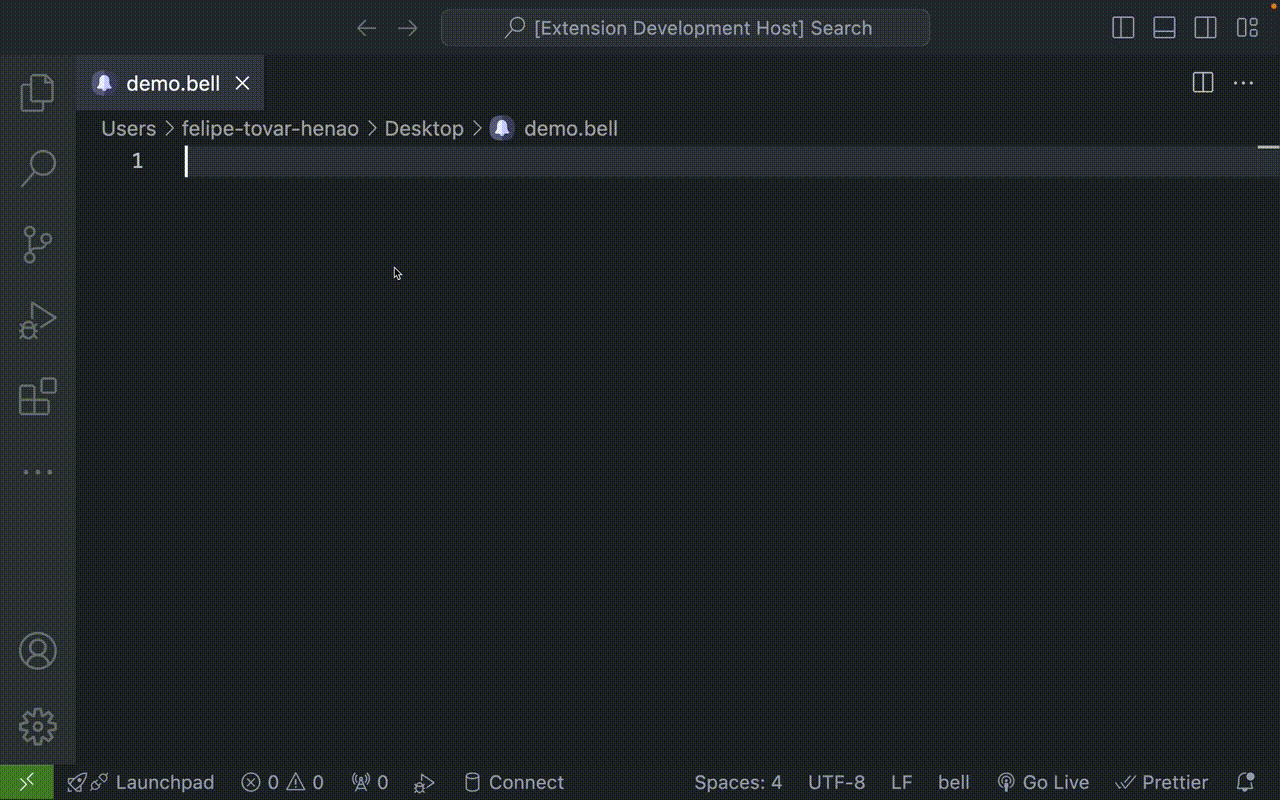 [Extension Development Host] Search
demo.bell
Users > felipe-tovar-henao > Desktop > demo.bell
1
Launchpad 0 0 0 Connect Spaces: 4 UTF-8 LF bell Go Live Prettier